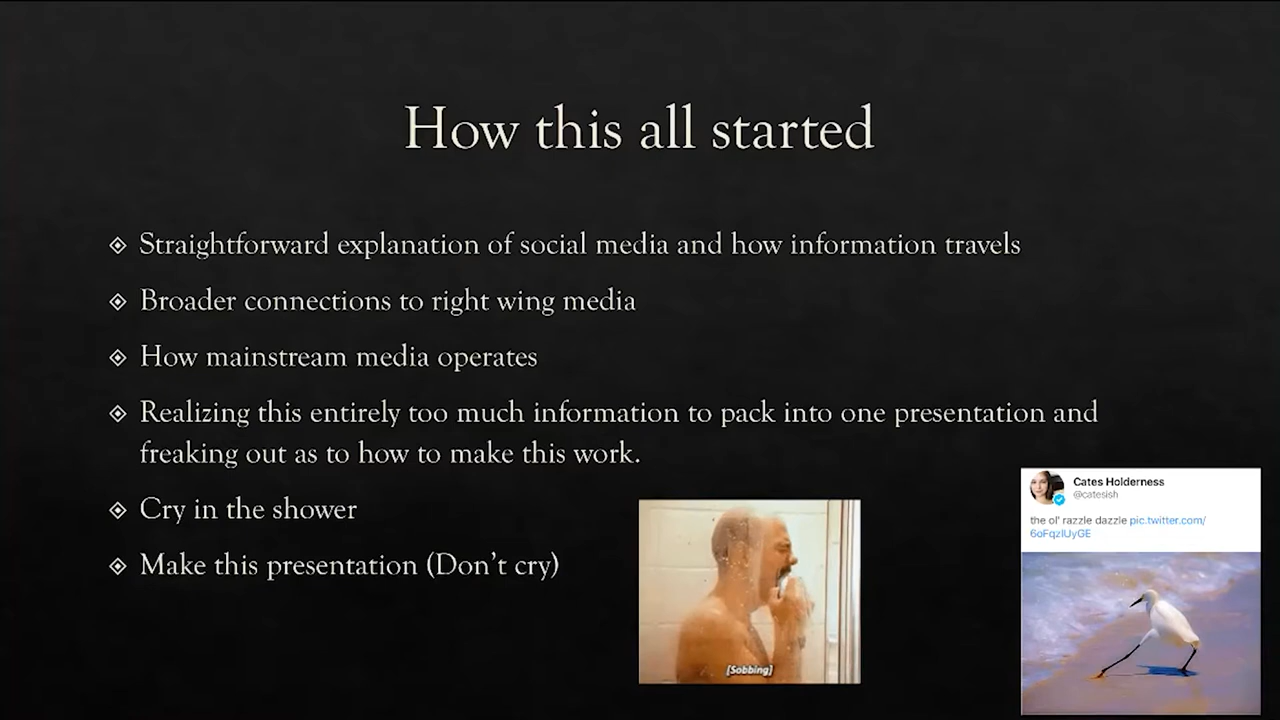 How this all started
Straightforward explanation of social media and how information travels
Broader connections to right wing media
How mainstream media operates
Realizing this entirely too much information to pack into one presentation and
freaking out as to how to make this work.
Cry in the shower
Make this presentation (Don't cry)
[Sobbing]
Cates Holderness
@catesish
the ol' razzle dazzle pic.twitter.com/
6oFqzIUyGE